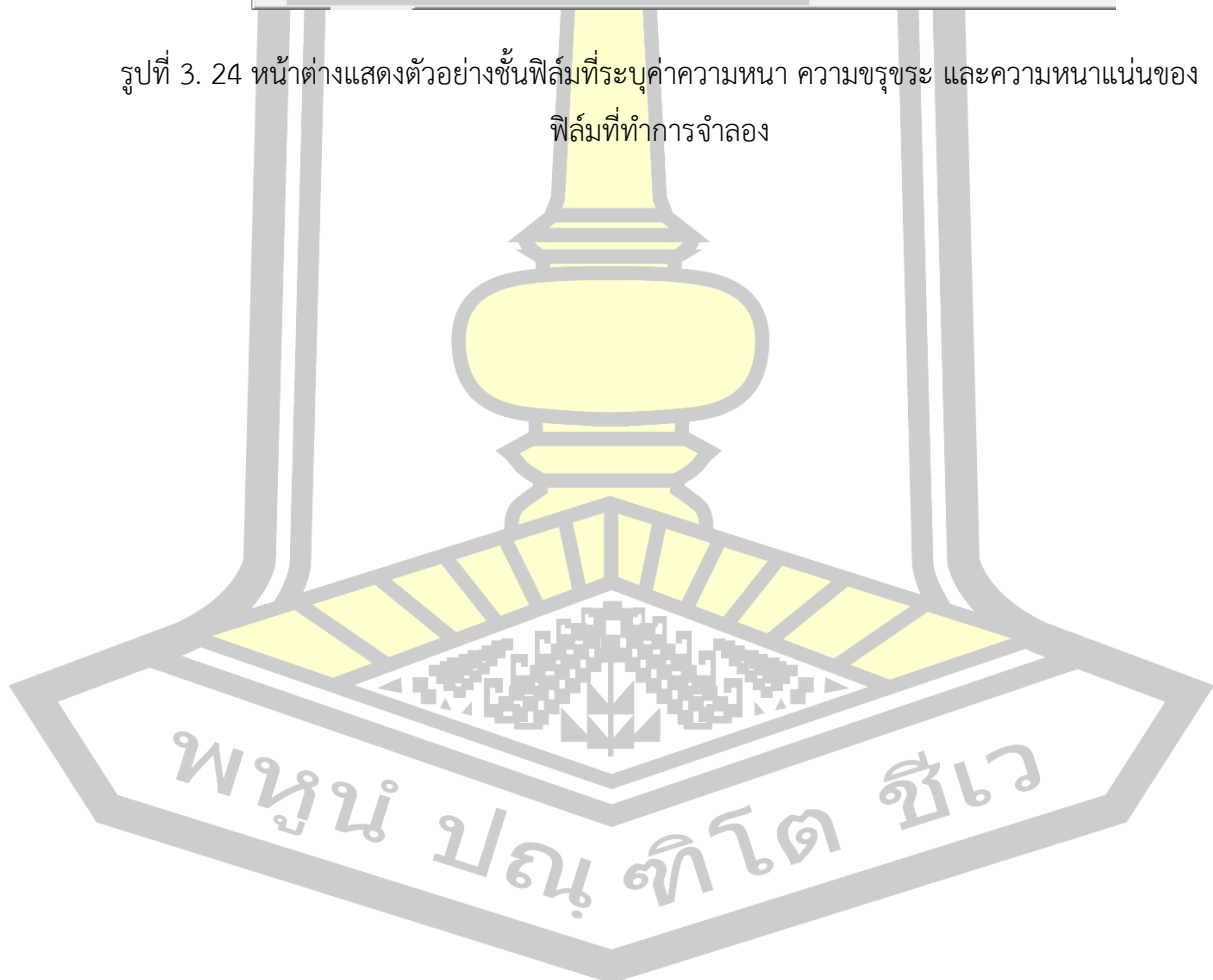 รูปที่ 3. 24 หน้าต่างแสดงตัวอย่างชั้นฟิล์มที่ระบุค่าความหนา ความขรุขระ และความหนาแน่นของ
ฟิล์มที่ทำการจำลอง
พหูนํ ปณฺฑิโต ชีเว